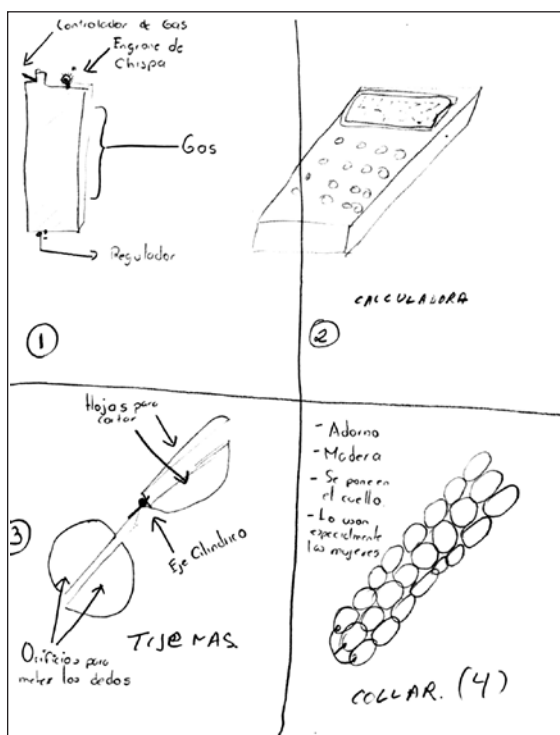 Controlador de Gas
Engrane de
Chispa
Gas
Regulador
1
CALCULADORA
2
Hojas para
cortar
3
Eje Cilindrico
Orificios para
meter los dedos
TIJERAS.
- Adorno
- Madera
- Se pone en
el cuello.
- Lo usan
especialmente
las mujeres
COLLAR. (4)